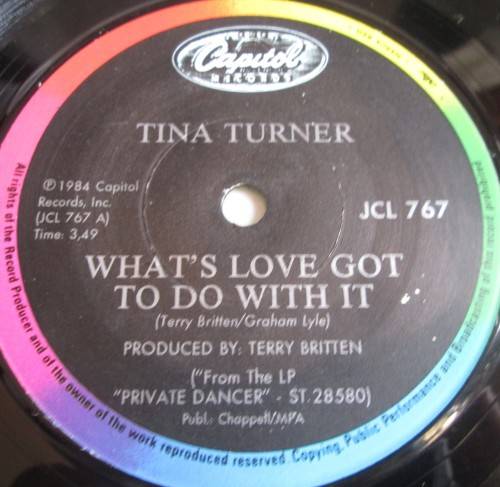 Capitol
RECORDS
TINA TURNER
℗ 1984 Capitol
Records, Inc.
(JCL 767 A)
Time: 3,49
JCL 767
WHAT'S LOVE GOT
TO DO WITH IT
(Terry Britten/Graham Lyle)
PRODUCED BY: TERRY BRITTEN
("From The LP
"PRIVATE DANCER" - ST. 28580)
Publ.: Chappell/MPA
All rights of the Record Producer and of the owner of the work reproduced reserved. Copying, Public Performance and Broadcasting of this record prohibited